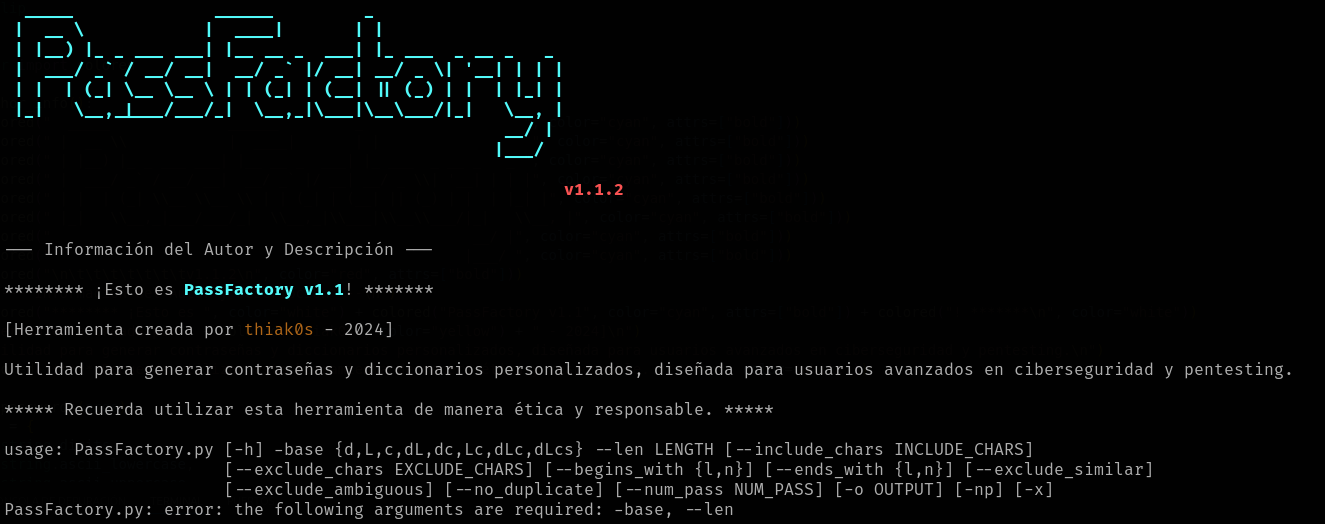 PassFactory
v1.1.2
--- Información del Autor y Descripción ---
******** ¡Esto es PassFactory v1.1! *******
[Herramienta creada por thiak0s - 2024]
Utilidad para generar contraseñas y diccionarios personalizados, diseñada para usuarios avanzados en ciberseguridad y pentesting.
***** Recuerda utilizar esta herramienta de manera ética y responsable. *****
usage: PassFactory.py [-h] -base {d,L,c,dL,dc,Lc,dLc,dLcs} --len LENGTH [--include_chars INCLUDE_CHARS]
[--exclude_chars EXCLUDE_CHARS] [--begins_with {l,n}] [--ends_with {l,n}] [--exclude_similar]
[--exclude_ambiguous] [--no_duplicate] [--num_pass NUM_PASS] [-o OUTPUT] [-np] [-x]
PassFactory.py: error: the following arguments are required: -base, --len